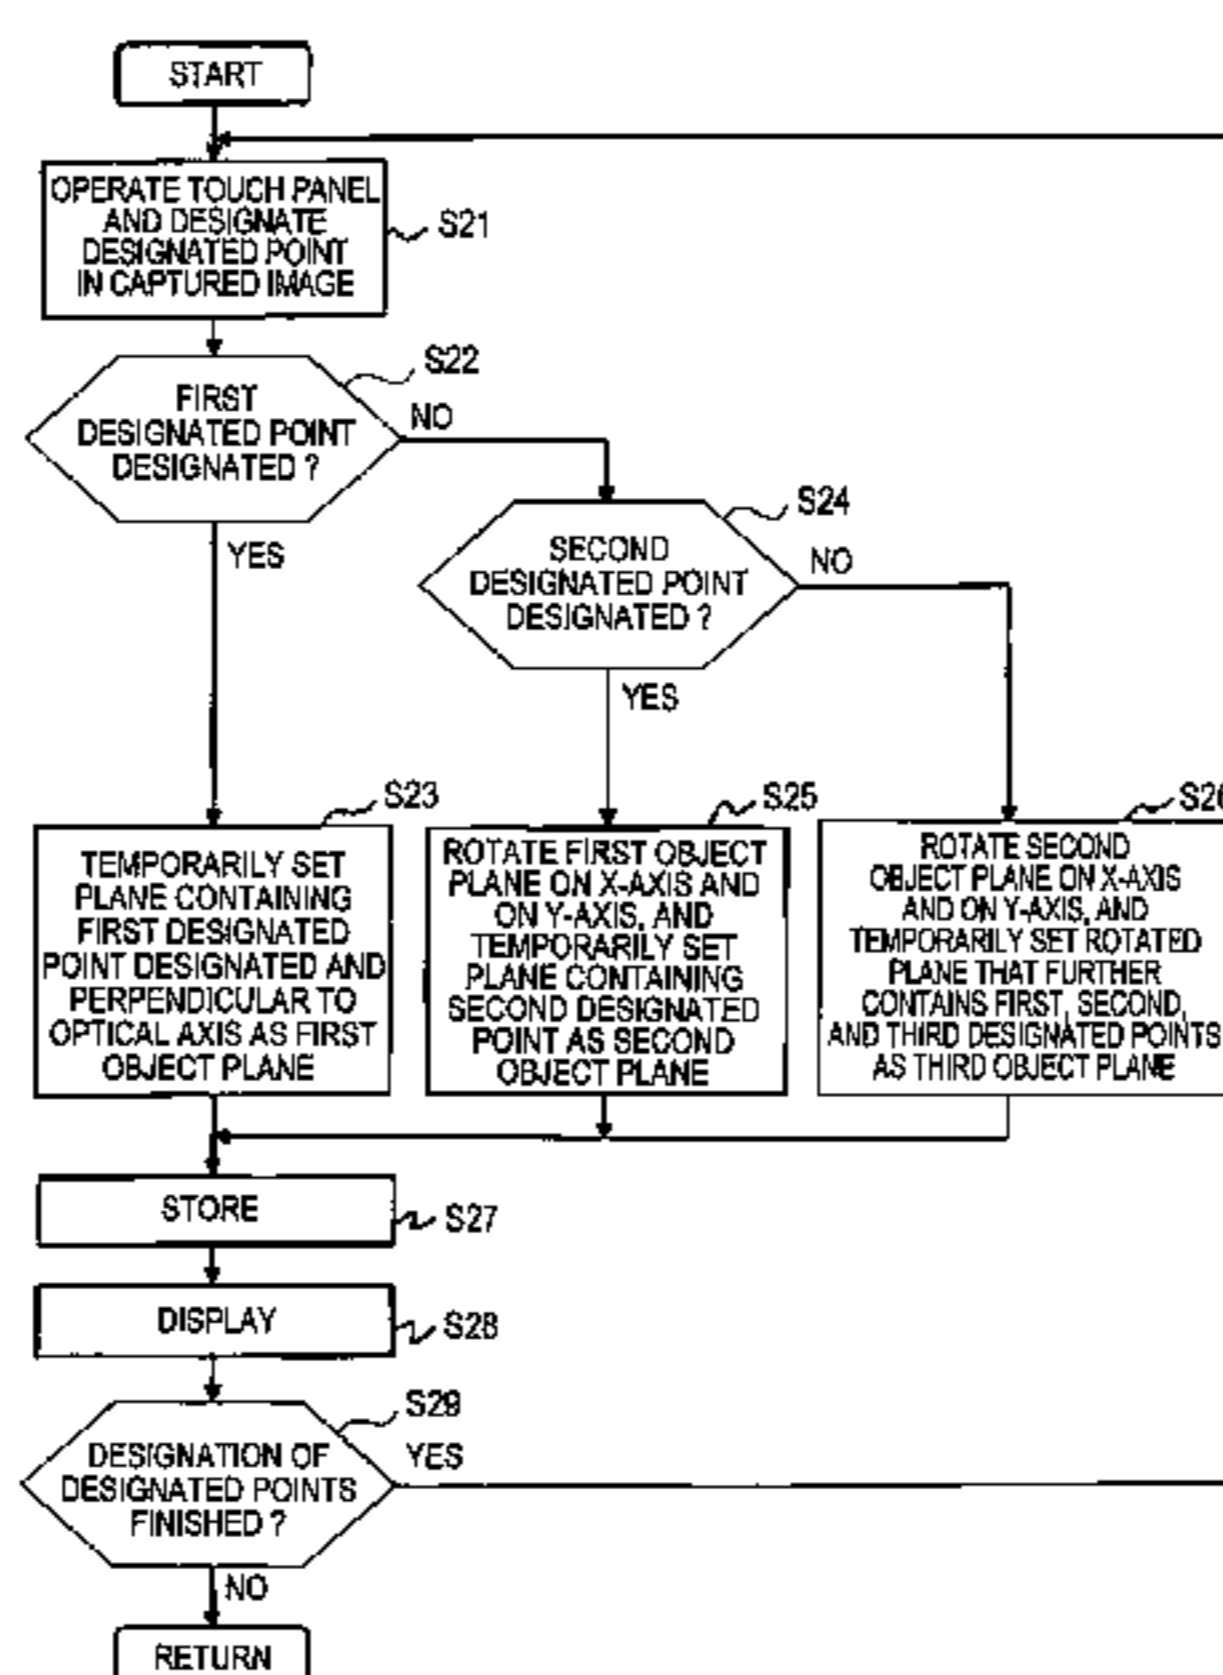 START
OPERATE TOUCH PANEL
AND DESIGNATE
DESIGNATED POINT
IN CAPTURED IMAGE
S21
S22
FIRST
DESIGNATED POINT
DESIGNATED ?
NO
YES
S24
SECOND
DESIGNATED POINT
DESIGNATED ?
NO
YES
S23
TEMPORARILY SET
PLANE CONTAINING
FIRST DESIGNATED
POINT DESIGNATED AND
PERPENDICULAR TO
OPTICAL AXIS AS FIRST
OBJECT PLANE
S25
ROTATE FIRST OBJECT
PLANE ON X-AXIS AND
ON Y-AXIS, AND
TEMPORARILY SET
PLANE CONTAINING
SECOND DESIGNATED
POINT AS SECOND
OBJECT PLANE
S26
ROTATE SECOND
OBJECT PLANE ON X-AXIS
AND ON Y-AXIS, AND
TEMPORARILY SET ROTATED
PLANE THAT FURTHER
CONTAINS FIRST, SECOND,
AND THIRD DESIGNATED POINTS
AS THIRD OBJECT PLANE
STORE
S27
DISPLAY
S28
S29
DESIGNATION OF
DESIGNATED POINTS
FINISHED ?
YES
NO
RETURN